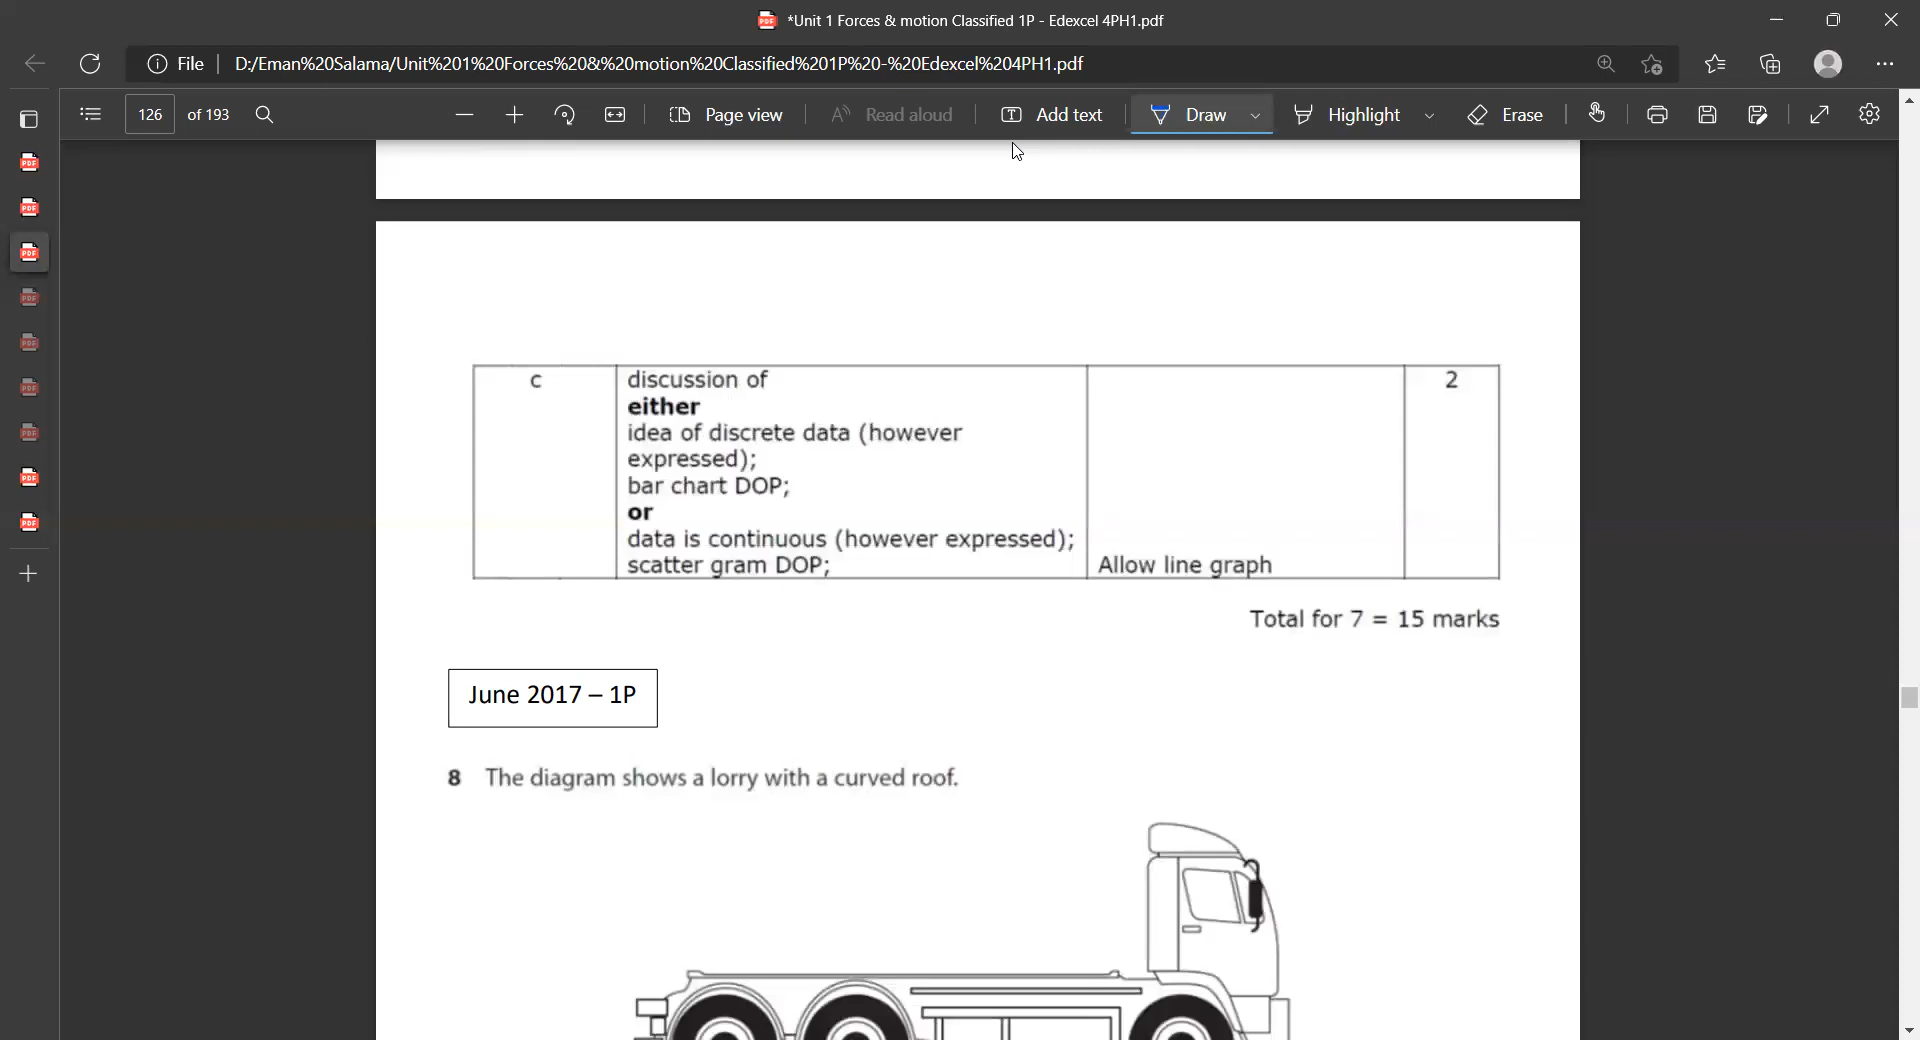 *Unit 1 Forces & motion Classified 1P - Edexcel 4PH1.pdf
File
D:/Eman%20Salama/Unit%201%20Forces%20&%20motion%20Classified%201P%20-%20Edexcel%204PH1.pdf
126 of 193
Page view
Read aloud
Add text
Draw
Highlight
Erase
c
discussion of
either
idea of discrete data (however
expressed);
bar chart DOP;
or
data is continuous (however expressed);
scatter gram DOP;
Allow line graph
2
Total for 7 = 15 marks
June 2017 – 1P
8 The diagram shows a lorry with a curved roof.